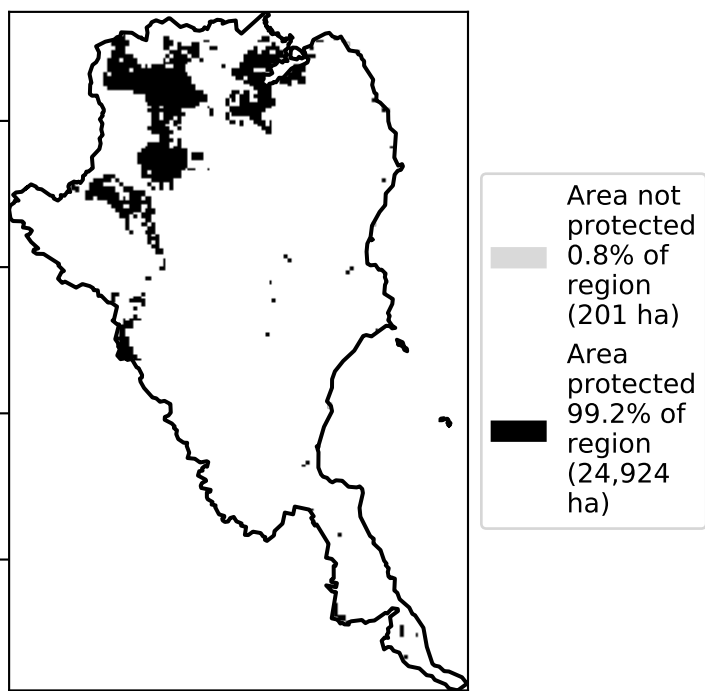 Area not
protected
0.8% of
region
(201 ha)
Area
protected
99.2% of
region
(24,924
ha)